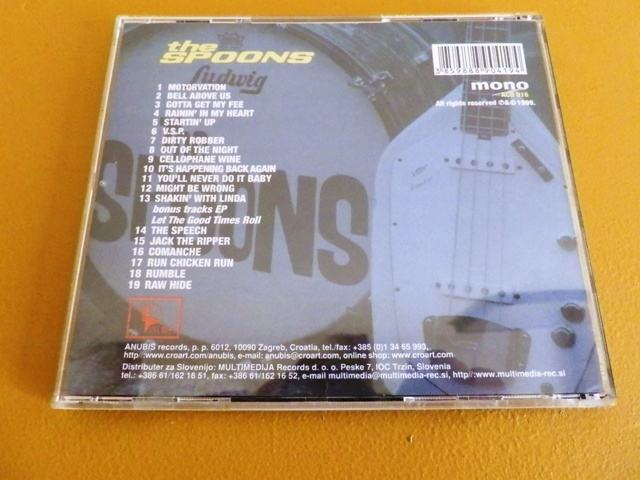 the
SPOONS
Ludwig
3 859888 904194
mono
ACD 016
All rights reserved ℗&© 1999.
1 MOTORVATION
2 BELL ABOVE US
3 GOTTA GET MY FEE
4 RAININ' IN MY HEART
5 STARTIN' UP
6 V.S.P.
7 DIRTY ROBBER
8 OUT OF THE NIGHT
9 CELLOPHANE WINE
10 IT'S HAPPENING BACK AGAIN
11 YOU'LL NEVER DO IT BABY
12 MIGHT BE WRONG
13 SHAKIN' WITH LINDA
bonus tracks EP
Let The Good Times Roll
14 THE SPEECH
15 JACK THE RIPPER
16 COMANCHE
17 RUN CHICKEN RUN
18 RUMBLE
19 RAW HIDE
SPOONS
VOX
ANUBIS records, p. p. 6012, 10090 Zagreb, Croatia, tel./fax: +385 (0)1 34 65 993,
http://www.croart.com/anubis, e-mail: anubis@croart.com, online shop: www.croart.com
Distributer za Slovenijo: MULTIMEDIJA Records d. o. o. Peske 7, IOC Trzin, Slovenia
tel.: +386 61/162 16 51, fax: +386 61/162 16 52, e-mail multimedia@multimedia-rec.si, http://www.multimedia-rec.si